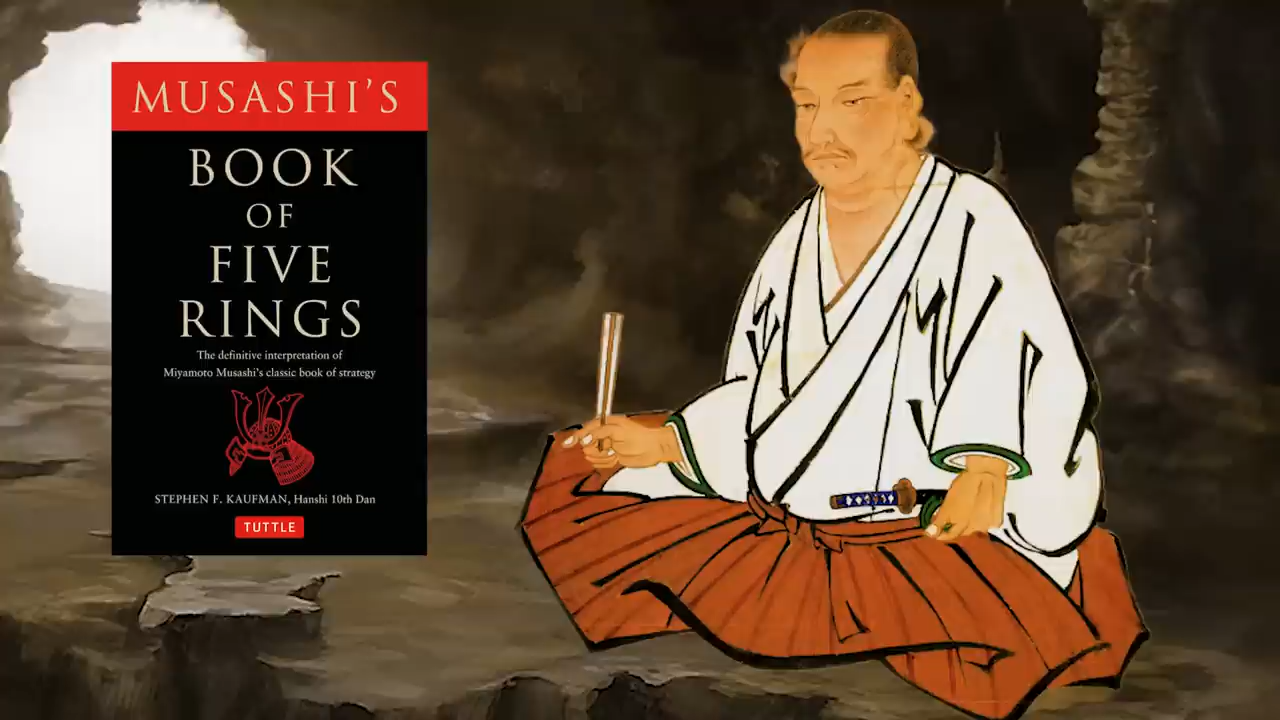 MUSASHI'S
BOOK
OF
FIVE
RINGS
The definitive interpretation of
Miyamoto Musashi's classic book of strategy
STEPHEN F. KAUFMAN, Hanshi 10th Dan
TUTTLE